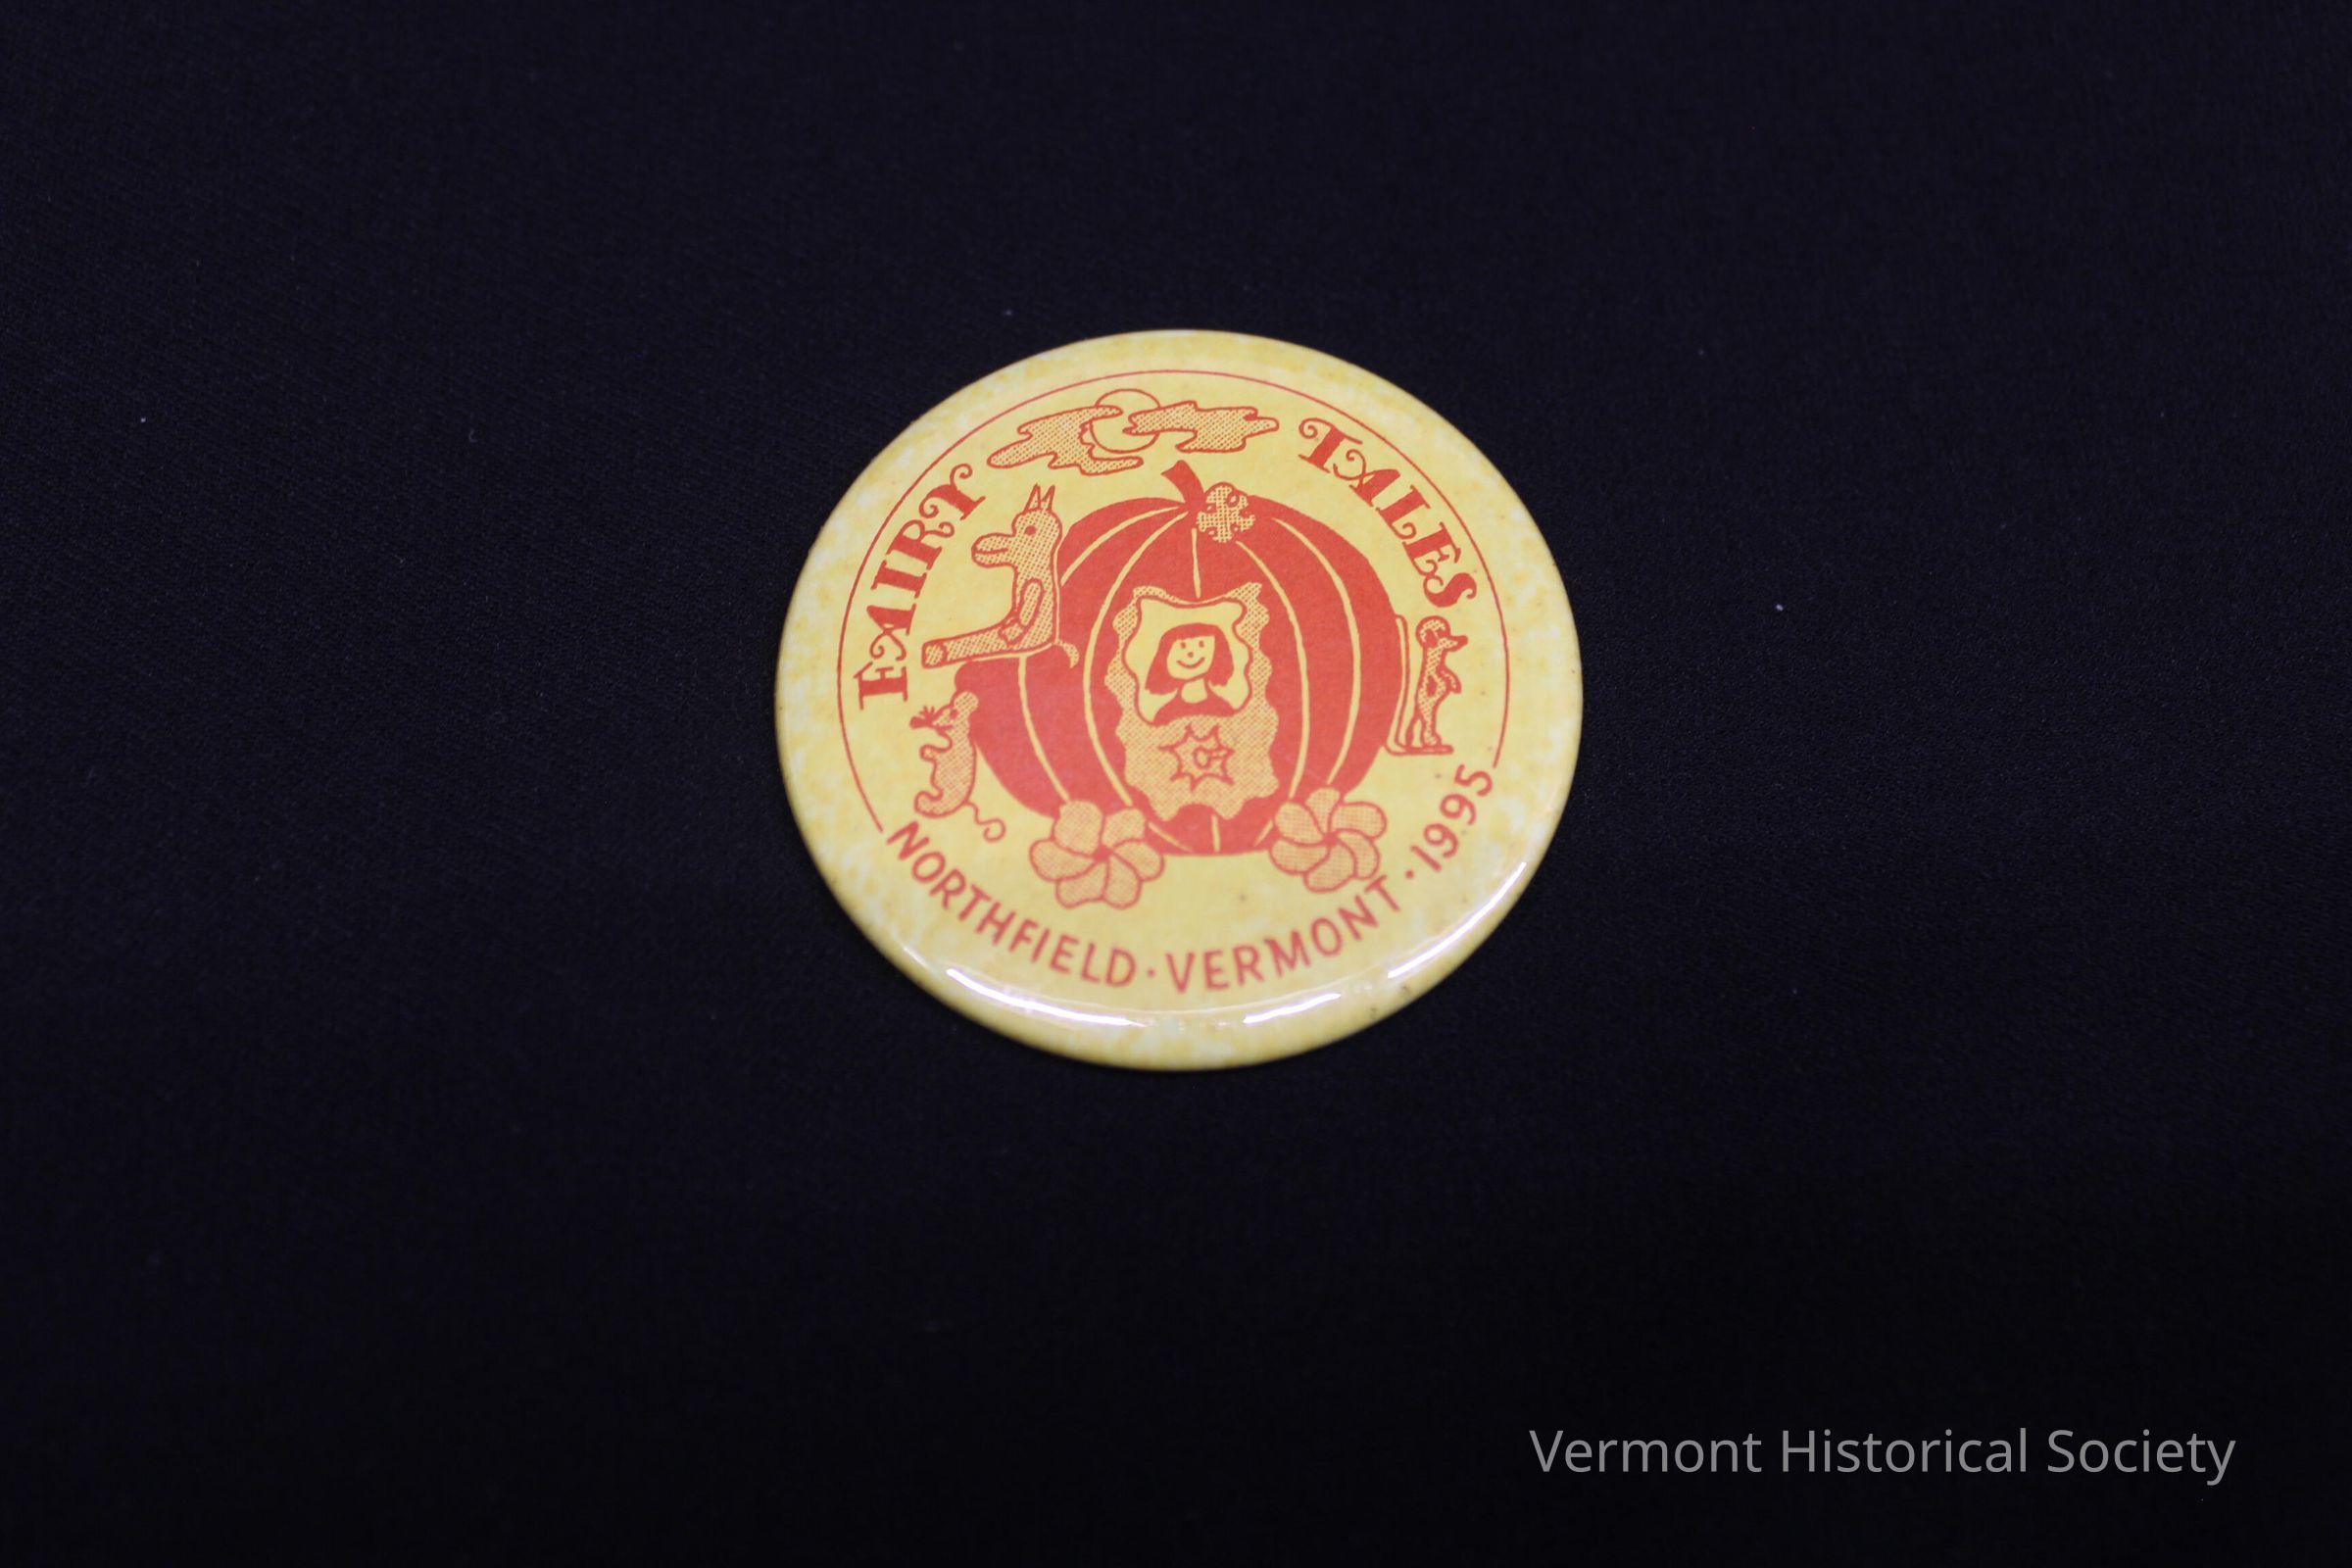 FAIRY TALES
C
NORTHFIELD · VERMONT · 1995
Vermont Historical Society